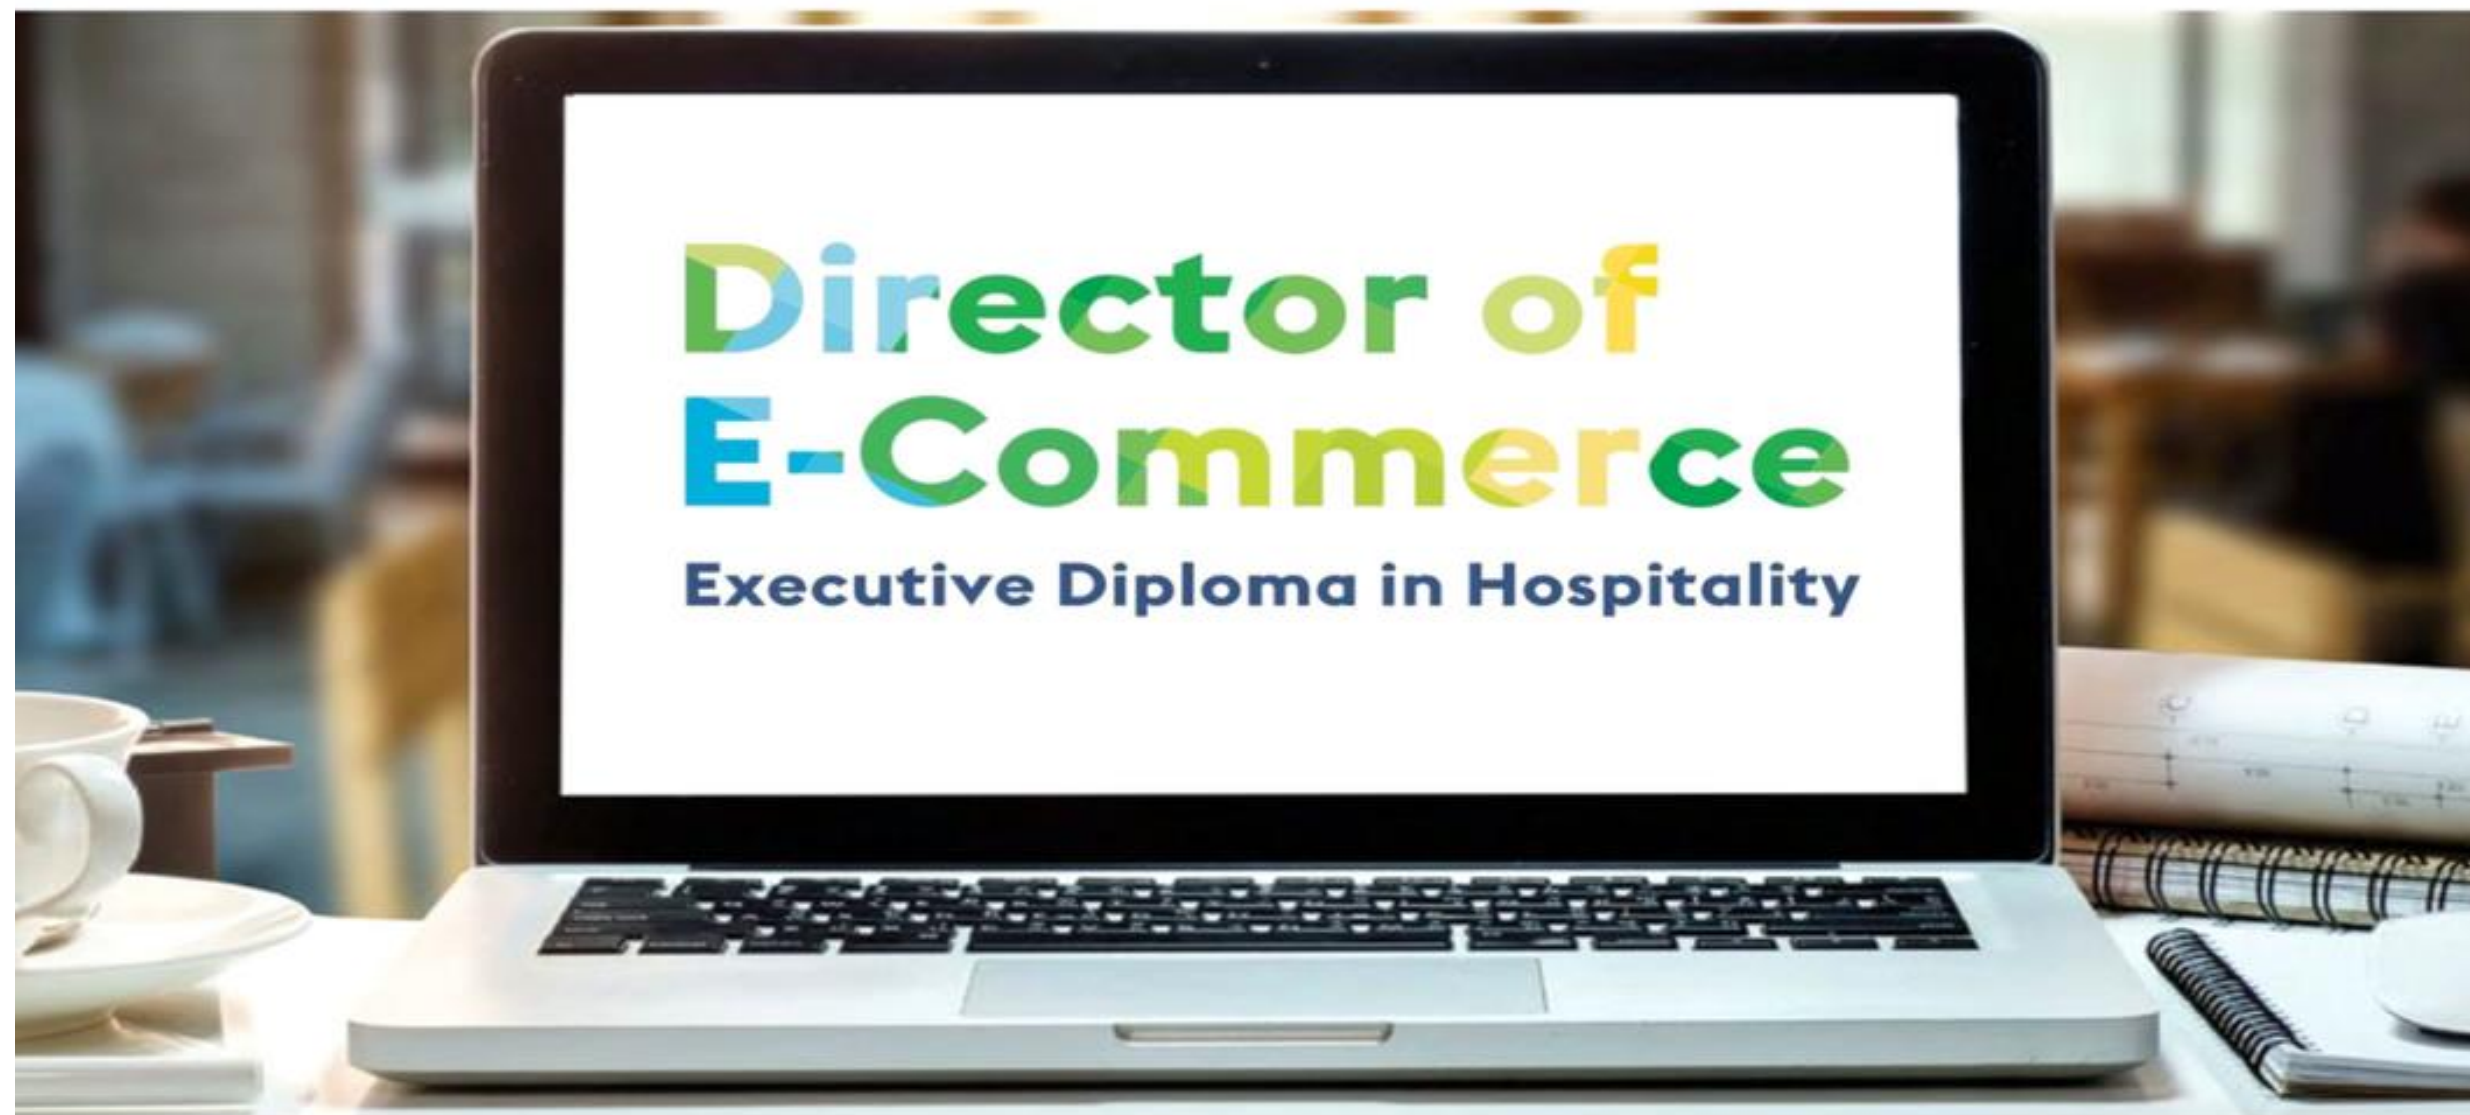 Director of
E-Commerce
Executive Diploma in Hospitality